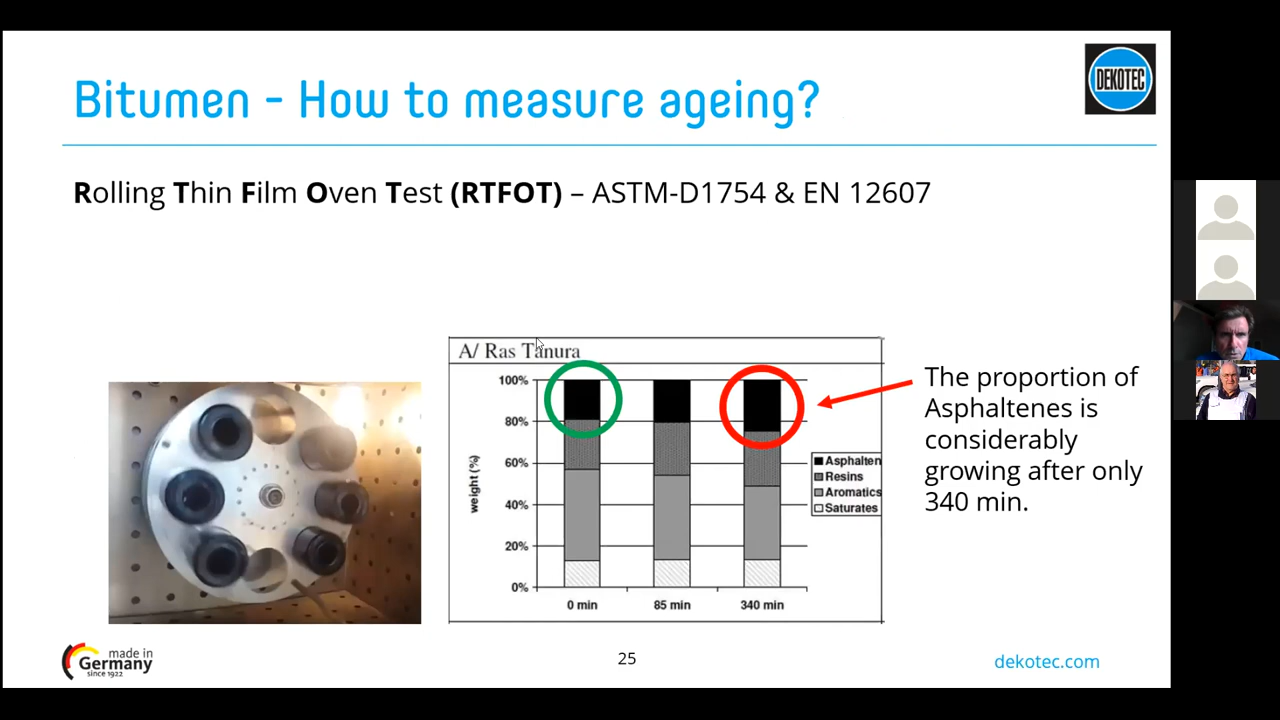 Bitumen - How to measure ageing?
DEKOTEC
Rolling Thin Film Oven Test (RTFOT) – ASTM-D1754 & EN 12607
A/ Ras Tanura
100%
80%
60%
40%
20%
0%
weight (%)
0 min
85 min
340 min
Asphalten
Resins
Aromatics
Saturates
The proportion of
Asphaltenes is
considerably
growing after only
340 min.
made in
Germany
since 1922
25
dekotec.com